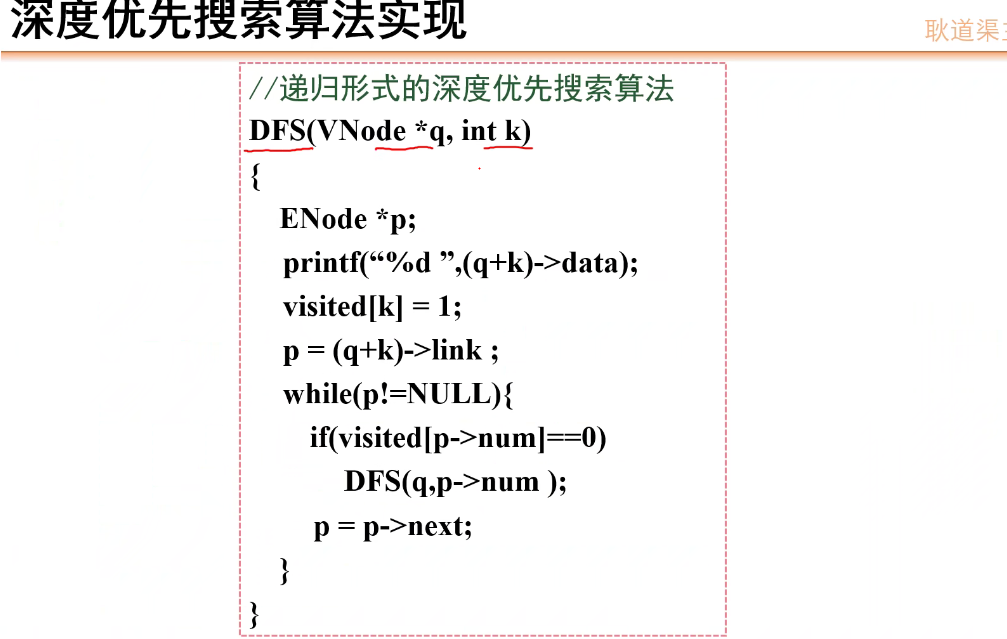 深度优先搜索算法实现
耿道渠
//递归形式的深度优先搜索算法
DFS(VNode *q, int k)
{
ENode *p;
printf(“%d ”,(q+k)->data);
visited[k] = 1;
p = (q+k)->link ;
while(p!=NULL){
if(visited[p->num]==0)
DFS(q,p->num );
p = p->next;
}
}